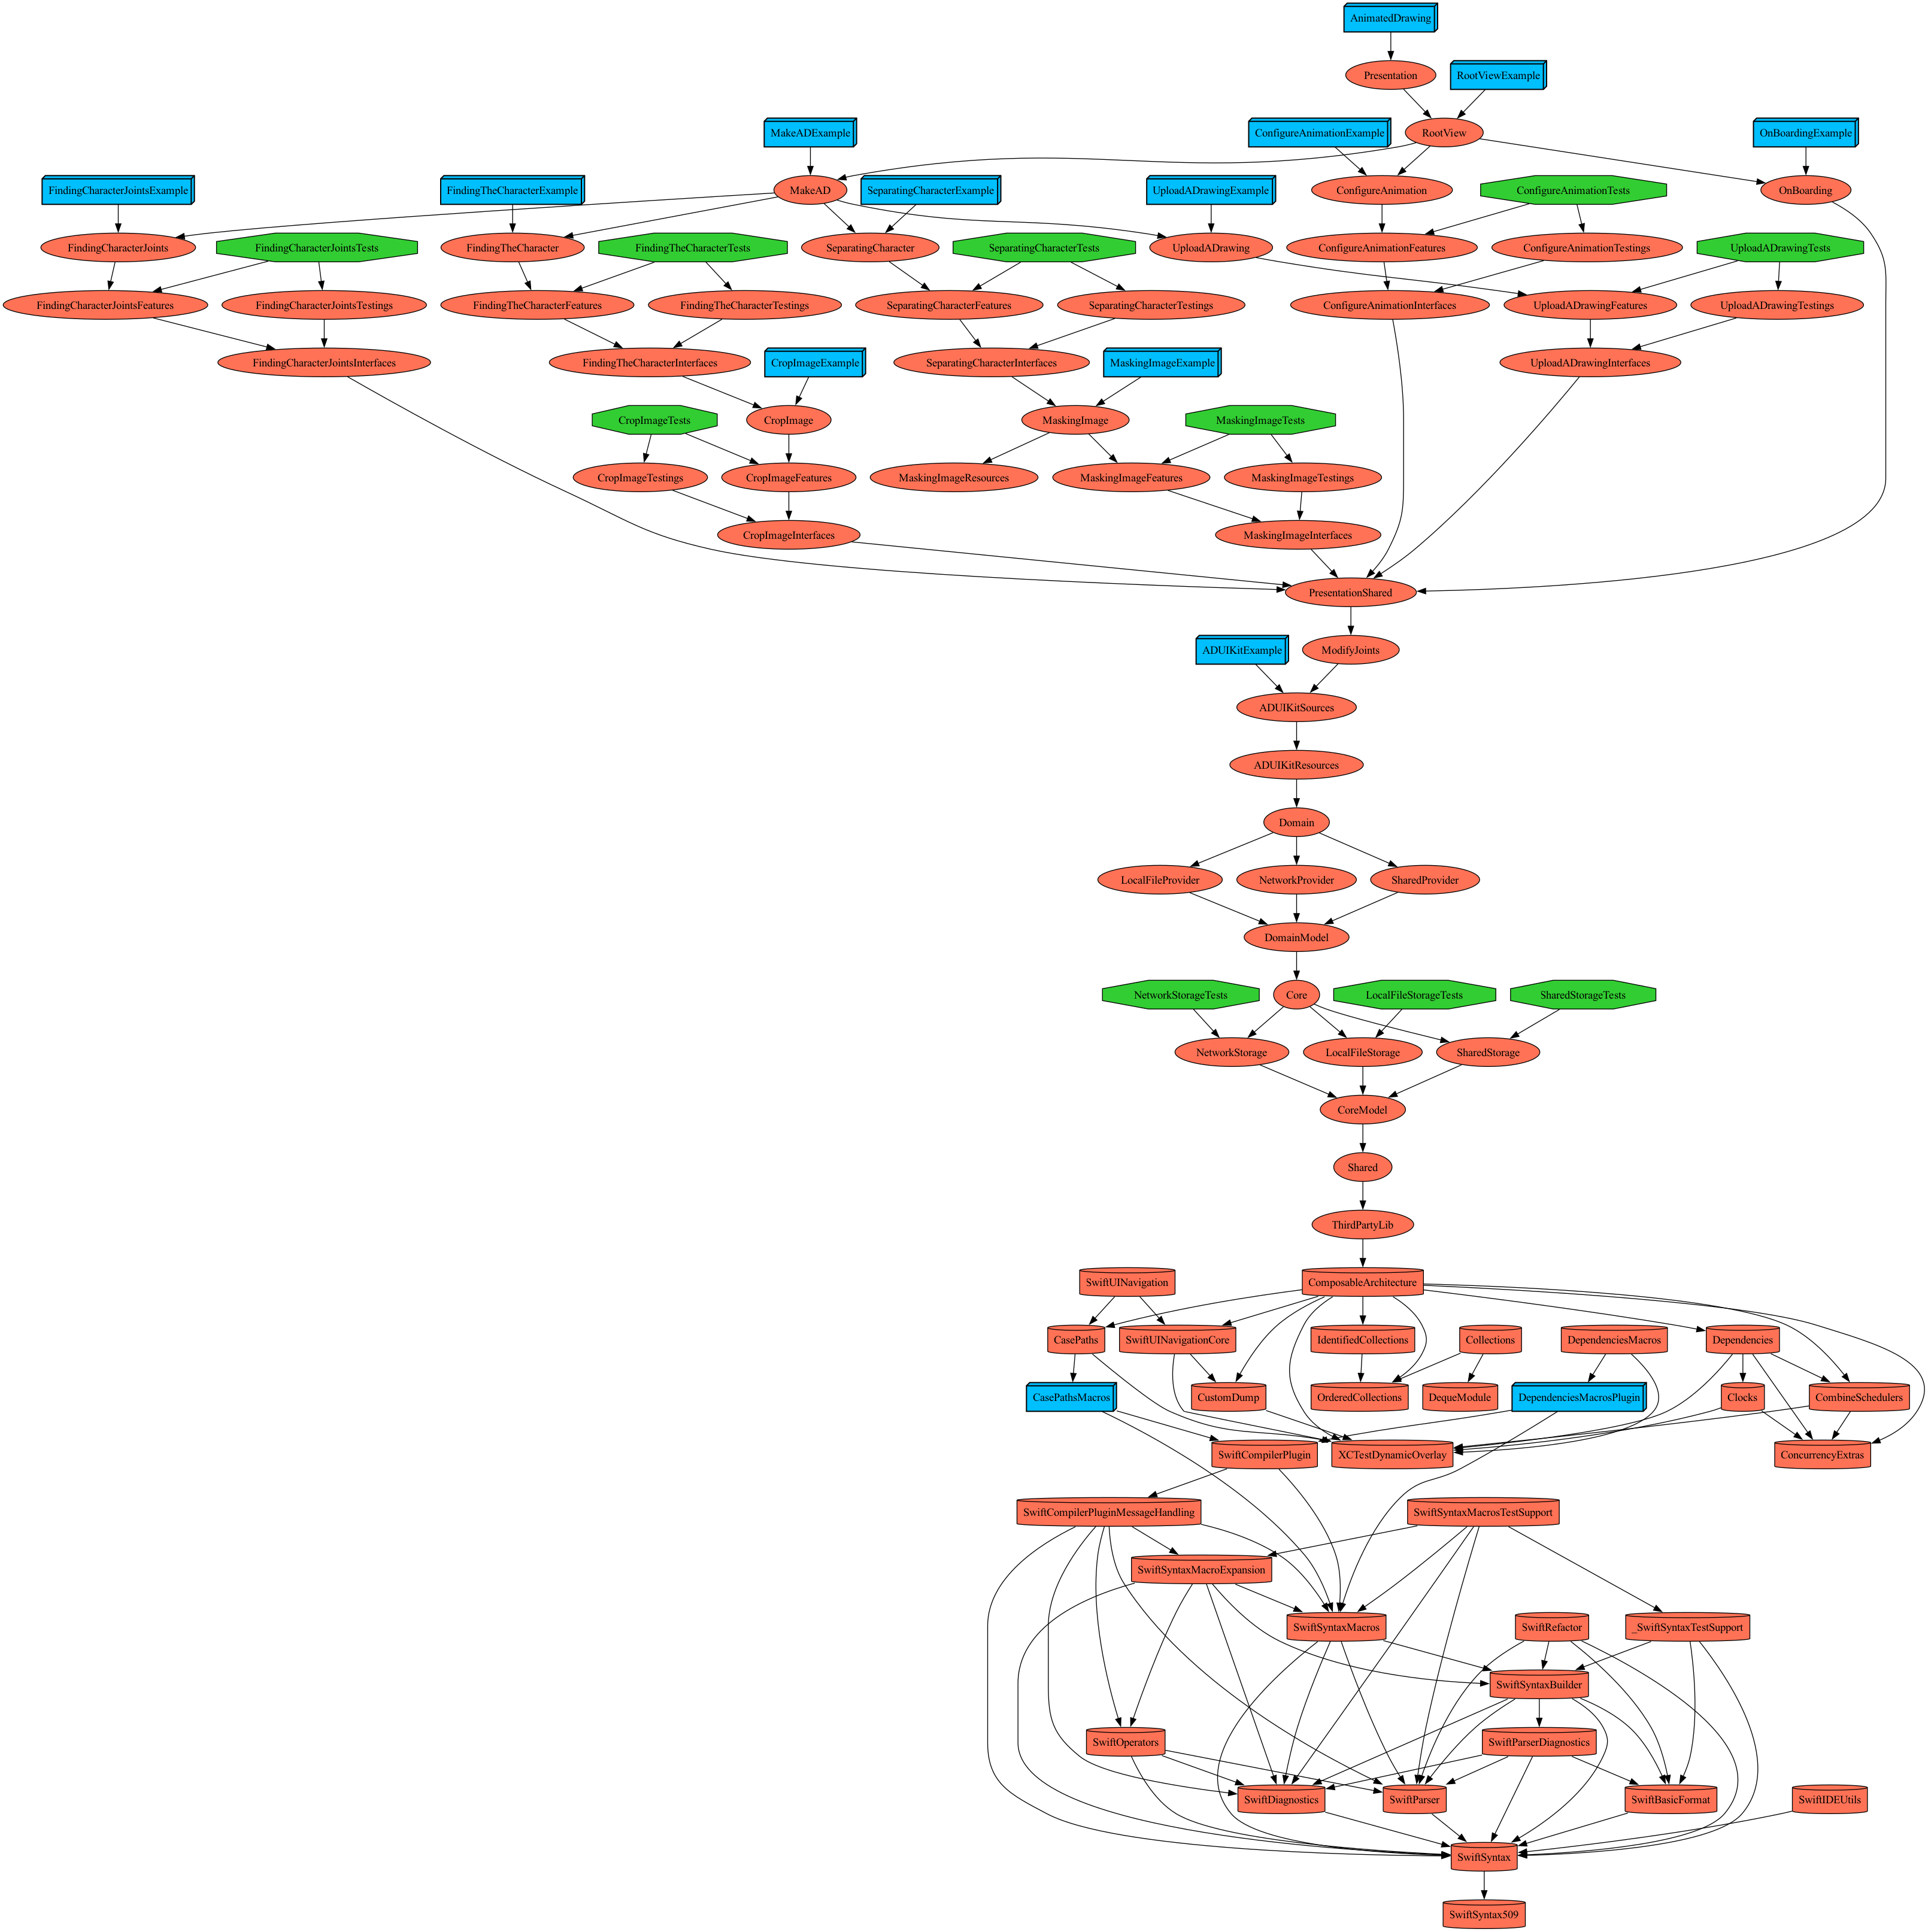 AnimatedDrawing
Presentation
RootViewExample
MakeADExample
ConfigureAnimationExample
RootView
OnBoardingExample
FindingCharacterJointsExample
FindingTheCharacterExample
MakeAD
SeparatingCharacterExample
UploadADrawingExample
ConfigureAnimation
ConfigureAnimationTests
OnBoarding
FindingCharacterJoints
FindingCharacterJointsTests
FindingTheCharacter
FindingTheCharacterTests
SeparatingCharacter
SeparatingCharacterTests
UploadADrawing
ConfigureAnimationFeatures
ConfigureAnimationTestings
UploadADrawingTests
FindingCharacterJointsFeatures
FindingCharacterJointsTestings
FindingTheCharacterFeatures
FindingTheCharacterTestings
SeparatingCharacterFeatures
SeparatingCharacterTestings
ConfigureAnimationInterfaces
UploadADrawingFeatures
UploadADrawingTestings
FindingCharacterJointsInterfaces
FindingTheCharacterInterfaces
CropImageExample
SeparatingCharacterInterfaces
MaskingImageExample
UploadADrawingInterfaces
CropImageTests
CropImage
MaskingImage
MaskingImageTests
CropImageTestings
CropImageFeatures
MaskingImageResources
MaskingImageFeatures
MaskingImageTestings
CropImageInterfaces
MaskingImageInterfaces
PresentationShared
ADUIKitExample
ModifyJoints
ADUIKitSources
ADUIKitResources
Domain
LocalFileProvider
NetworkProvider
SharedProvider
DomainModel
NetworkStorageTests
Core
LocalFileStorageTests
SharedStorageTests
NetworkStorage
LocalFileStorage
SharedStorage
CoreModel
Shared
ThirdPartyLib
SwiftUINavigation
ComposableArchitecture
CasePaths
SwiftUINavigationCore
IdentifiedCollections
Collections
DependenciesMacros
Dependencies
CasePathsMacros
CustomDump
OrderedCollections
DequeModule
DependenciesMacrosPlugin
Clocks
CombineSchedulers
SwiftCompilerPlugin
XCTestDynamicOverlay
ConcurrencyExtras
SwiftCompilerPluginMessageHandling
SwiftSyntaxMacrosTestSupport
SwiftSyntaxMacroExpansion
SwiftSyntaxMacros
SwiftRefactor
_SwiftSyntaxTestSupport
SwiftSyntaxBuilder
SwiftOperators
SwiftParserDiagnostics
SwiftDiagnostics
SwiftParser
SwiftBasicFormat
SwiftIDEUtils
SwiftSyntax
SwiftSyntax509